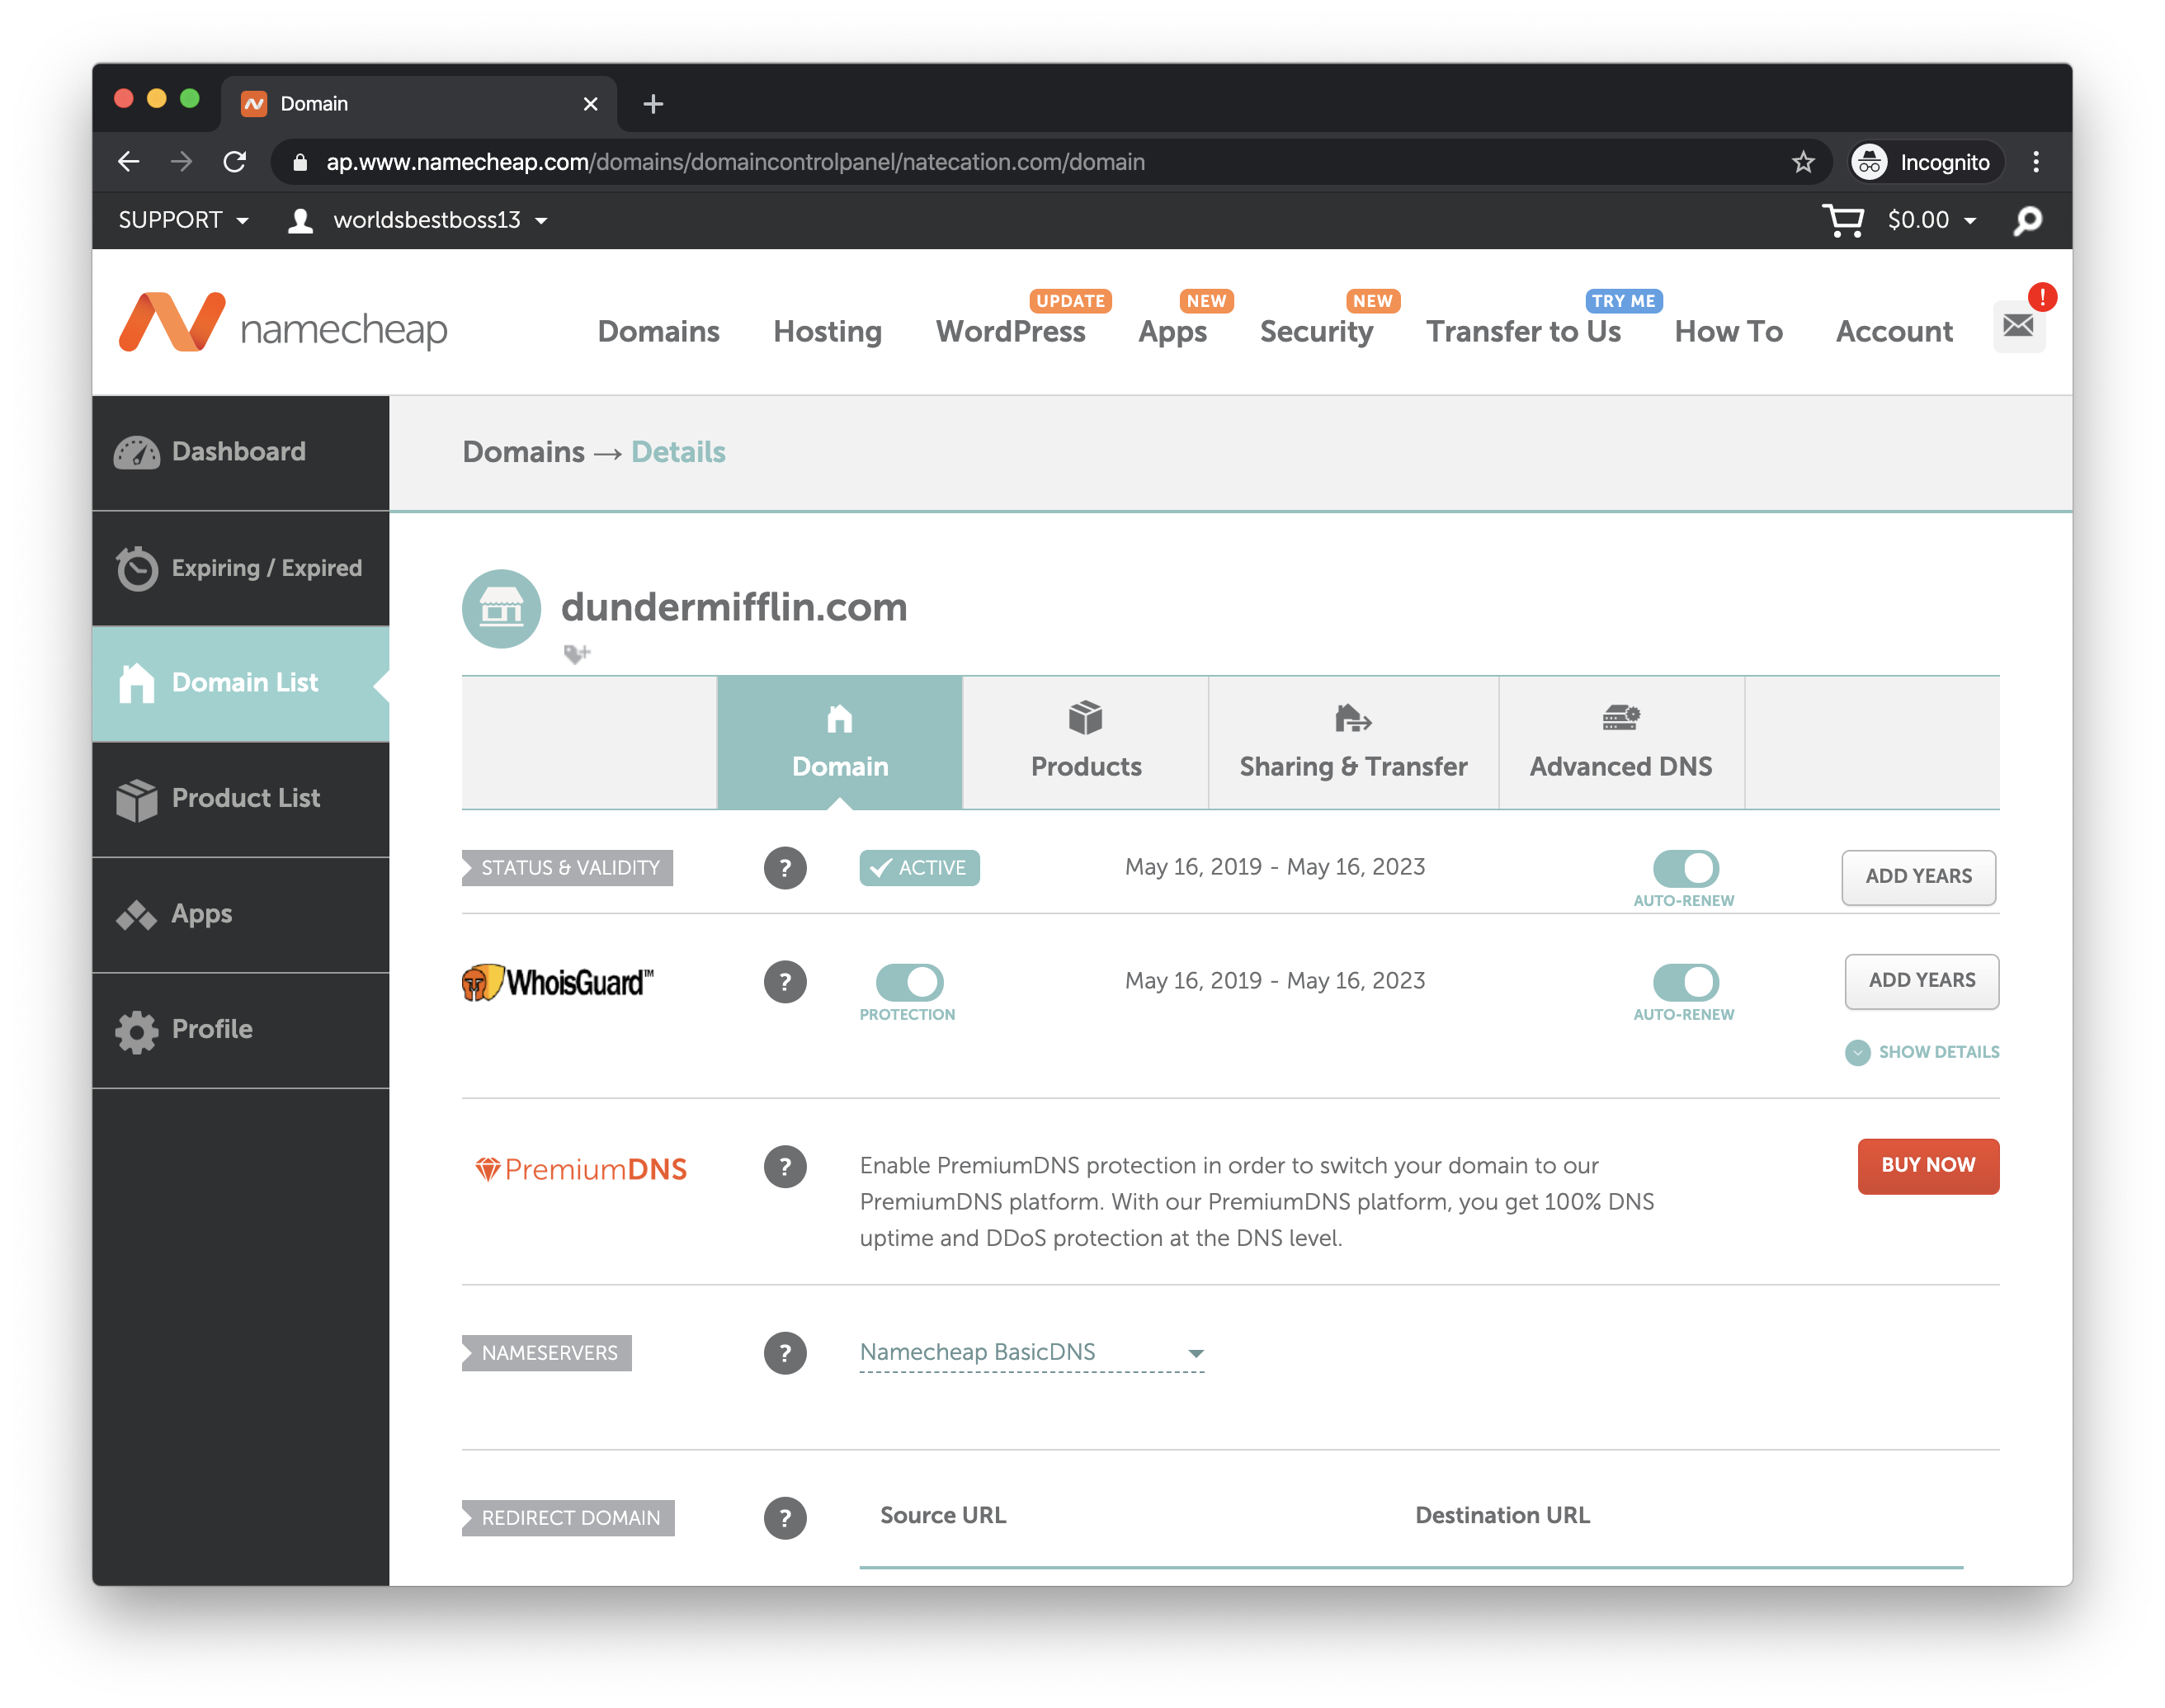 Domain
ap.www.namecheap.com/domains/domaincontrolpanel/natecation.com/domain
Incognito
SUPPORT
worldsbestboss13
$0.00
namecheap
Domains
Hosting
UPDATE
WordPress
NEW
Apps
NEW
Security
TRY ME
Transfer to Us
How To
Account
!
Dashboard
Expiring / Expired
Domain List
Product List
Apps
Profile
Domains → Details
dundermifflin.com
Domain
Products
Sharing & Transfer
Advanced DNS
STATUS & VALIDITY
?
ACTIVE
May 16, 2019 - May 16, 2023
AUTO-RENEW
ADD YEARS
WhoisGuard™
?
PROTECTION
May 16, 2019 - May 16, 2023
AUTO-RENEW
ADD YEARS
SHOW DETAILS
PremiumDNS
?
Enable PremiumDNS protection in order to switch your domain to our
PremiumDNS platform. With our PremiumDNS platform, you get 100% DNS
uptime and DDoS protection at the DNS level.
BUY NOW
NAMESERVERS
?
Namecheap BasicDNS
REDIRECT DOMAIN
?
Source URL
Destination URL